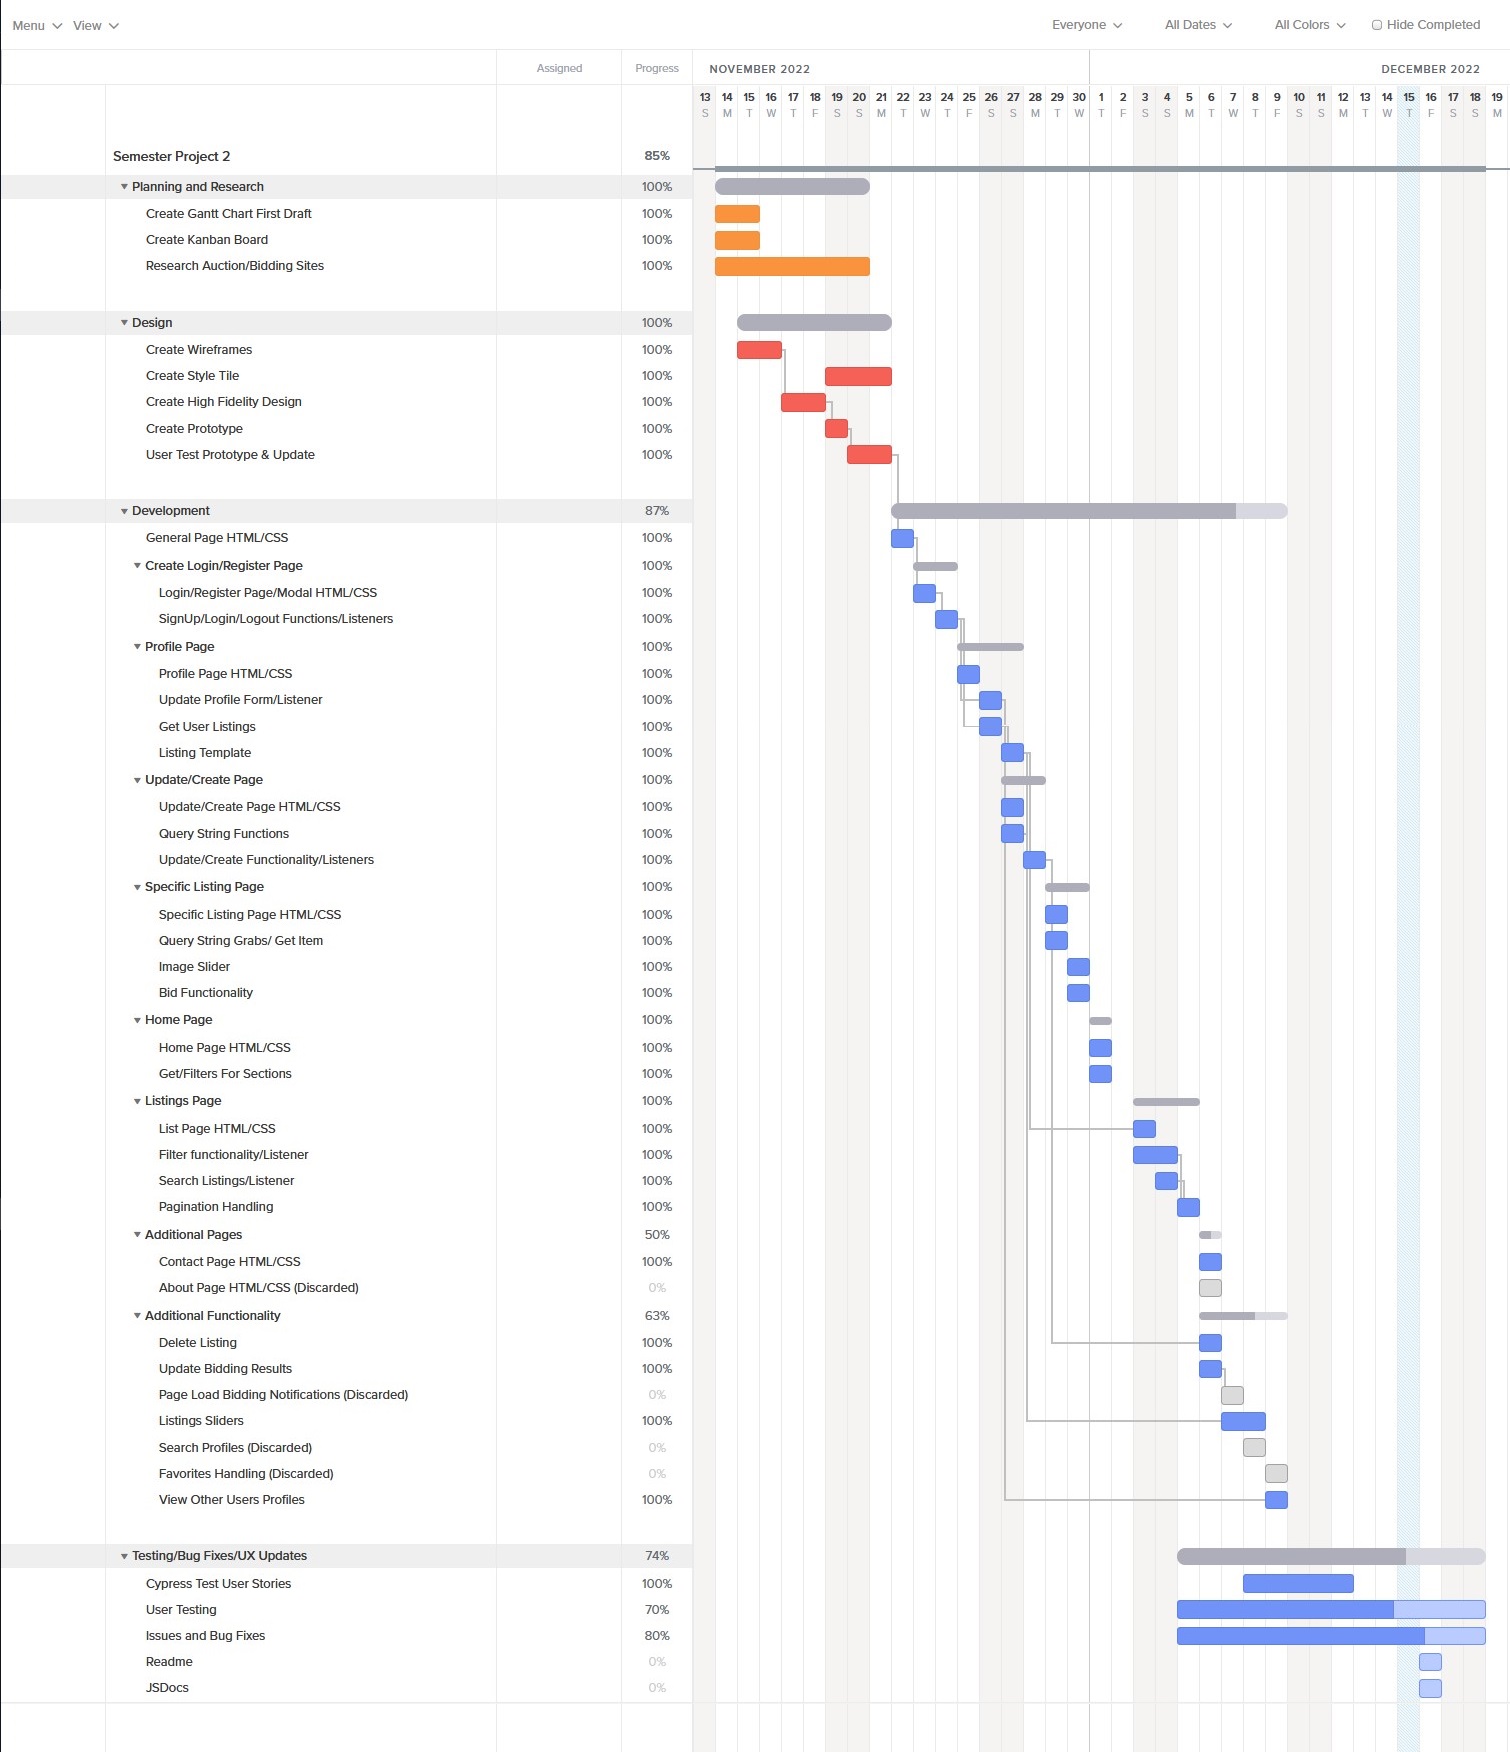 Menu View Everyone All Dates All Colors Hide Completed
Assigned Progress NOVEMBER 2022 DECEMBER 2022
13 14 15 16 17 18 19 20 21 22 23 24 25 26 27 28 29 30 1 2 3 4 5 6 7 8 9 10 11 12 13 14 15 16 17 18 19
S M T W T F S S M T W T F S S M T W T F S S M T W T F S S M T W T F S S M
Semester Project 2 85%
Planning and Research 100%
Create Gantt Chart First Draft 100%
Create Kanban Board 100%
Research Auction/Bidding Sites 100%
Design 100%
Create Wireframes 100%
Create Style Tile 100%
Create High Fidelity Design 100%
Create Prototype 100%
User Test Prototype & Update 100%
Development 87%
General Page HTML/CSS 100%
Create Login/Register Page 100%
Login/Register Page/Modal HTML/CSS 100%
SignUp/Login/Logout Functions/Listeners 100%
Profile Page 100%
Profile Page HTML/CSS 100%
Update Profile Form/Listener 100%
Get User Listings 100%
Listing Template 100%
Update/Create Page 100%
Update/Create Page HTML/CSS 100%
Query String Functions 100%
Update/Create Functionality/Listeners 100%
Specific Listing Page 100%
Specific Listing Page HTML/CSS 100%
Query String Grabs/ Get Item 100%
Image Slider 100%
Bid Functionality 100%
Home Page 100%
Home Page HTML/CSS 100%
Get/Filters For Sections 100%
Listings Page 100%
List Page HTML/CSS 100%
Filter functionality/Listener 100%
Search Listings/Listener 100%
Pagination Handling 100%
Additional Pages 50%
Contact Page HTML/CSS 100%
About Page HTML/CSS (Discarded) 0%
Additional Functionality 63%
Delete Listing 100%
Update Bidding Results 100%
Page Load Bidding Notifications (Discarded) 0%
Listings Sliders 100%
Search Profiles (Discarded) 0%
Favorites Handling (Discarded) 0%
View Other Users Profiles 100%
Testing/Bug Fixes/UX Updates 74%
Cypress Test User Stories 100%
User Testing 70%
Issues and Bug Fixes 80%
Readme 0%
JSDocs 0%